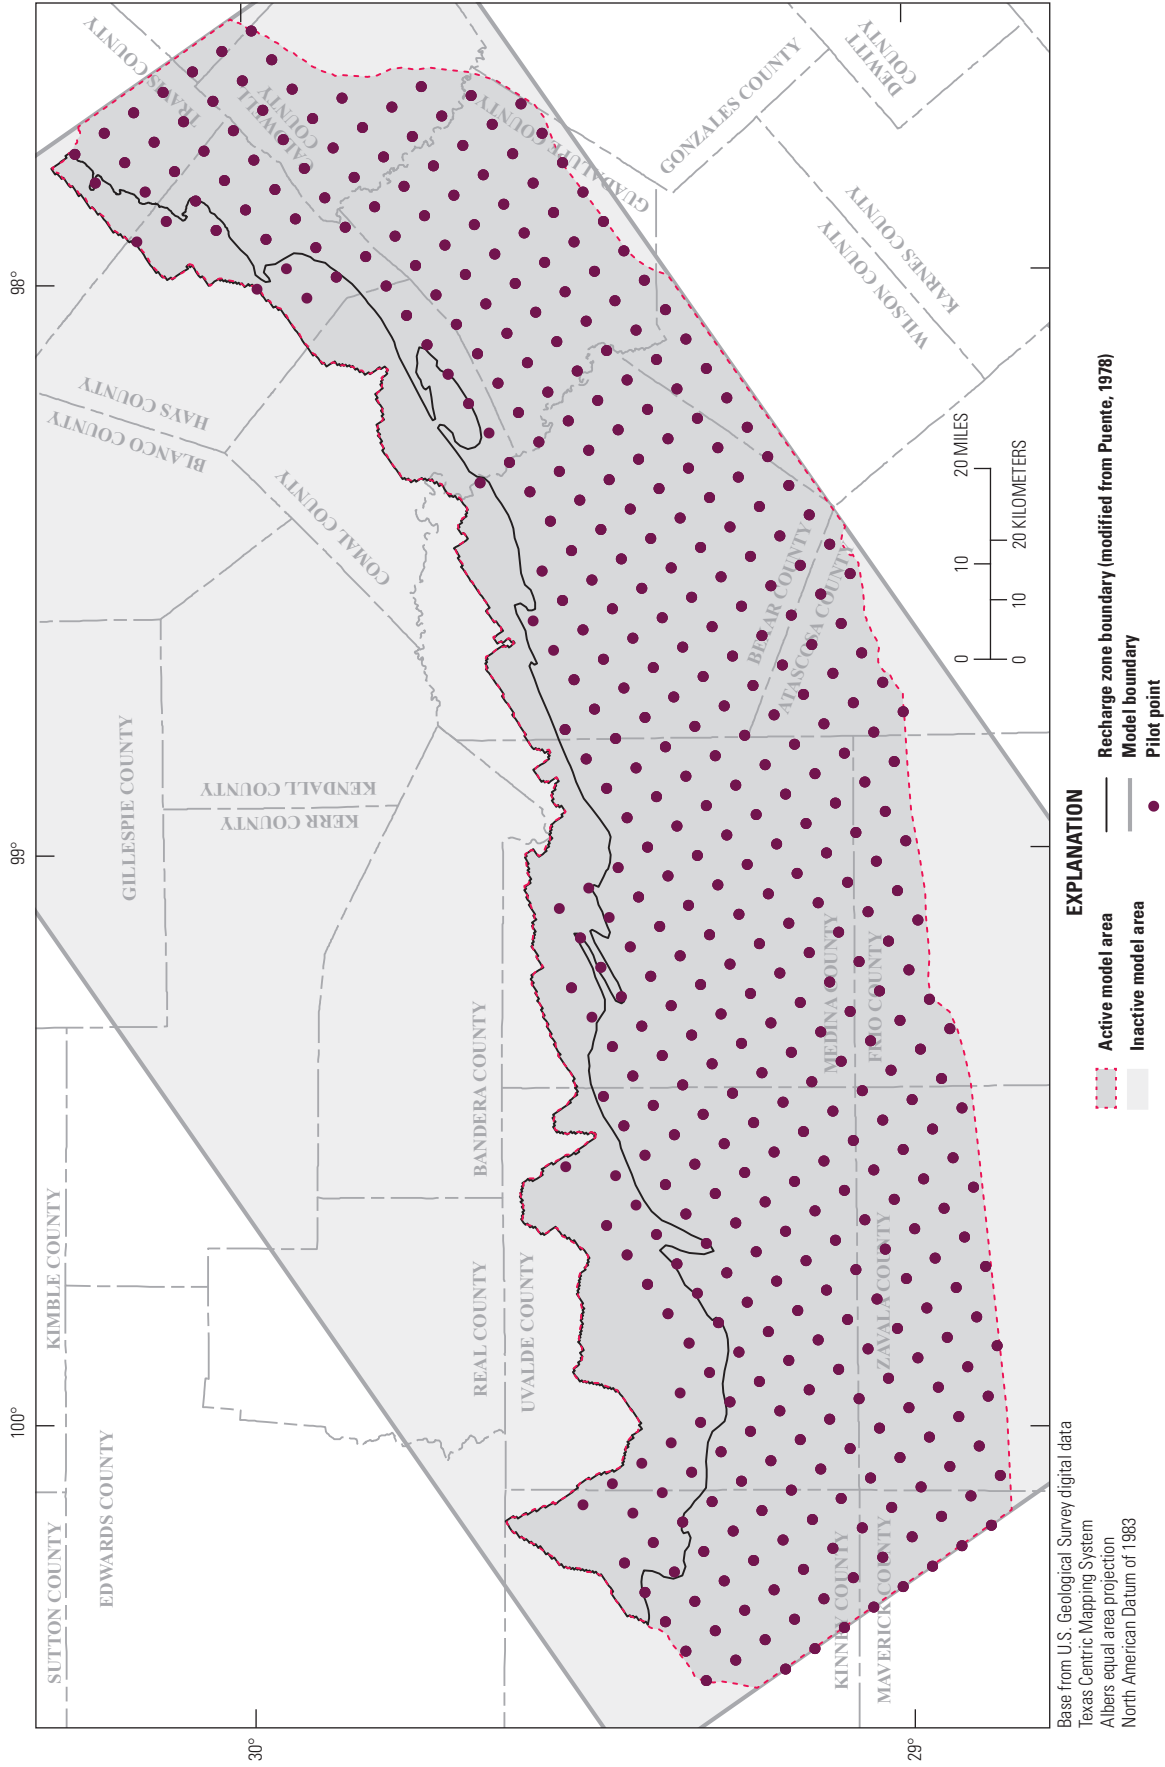 100°
99°
98°
30°
29°
SUTTON COUNTY
KIMBLE COUNTY
EDWARDS COUNTY
GILLESPIE COUNTY
KERR COUNTY
KENDALL COUNTY
BLANCO COUNTY
HAYS COUNTY
TRAVIS COUNTY
COMAL COUNTY
CALDWELL
COUNTY
REAL COUNTY
BANDERA COUNTY
UVALDE COUNTY
GUADALUPE COUNTY
GONZALES COUNTY
DEWITT
COUNTY
KINNEY COUNTY
MAVERICK COUNTY
ZAVALA COUNTY
MEDINA COUNTY
FRIO COUNTY
BEXAR COUNTY
ATASCOSA COUNTY
WILSON COUNTY
KARNES COUNTY
0 10 20 MILES
0 10 20 KILOMETERS
Base from U.S. Geological Survey digital data
Texas Centric Mapping System
Albers equal area projection
North American Datum of 1983
EXPLANATION
Active model area
Inactive model area
Recharge zone boundary (modified from Puente, 1978)
Model boundary
Pilot point